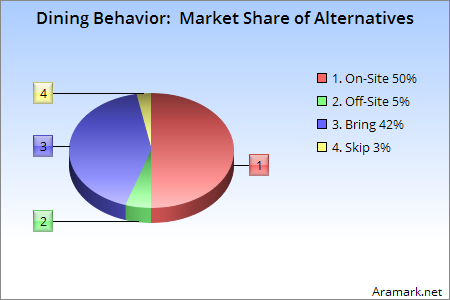 Dining Behavior:  Market Share of Alternatives
4
3
2
1
1. On-Site 50%
2. Off-Site 5%
3. Bring 42%
4. Skip 3%
Aramark.net